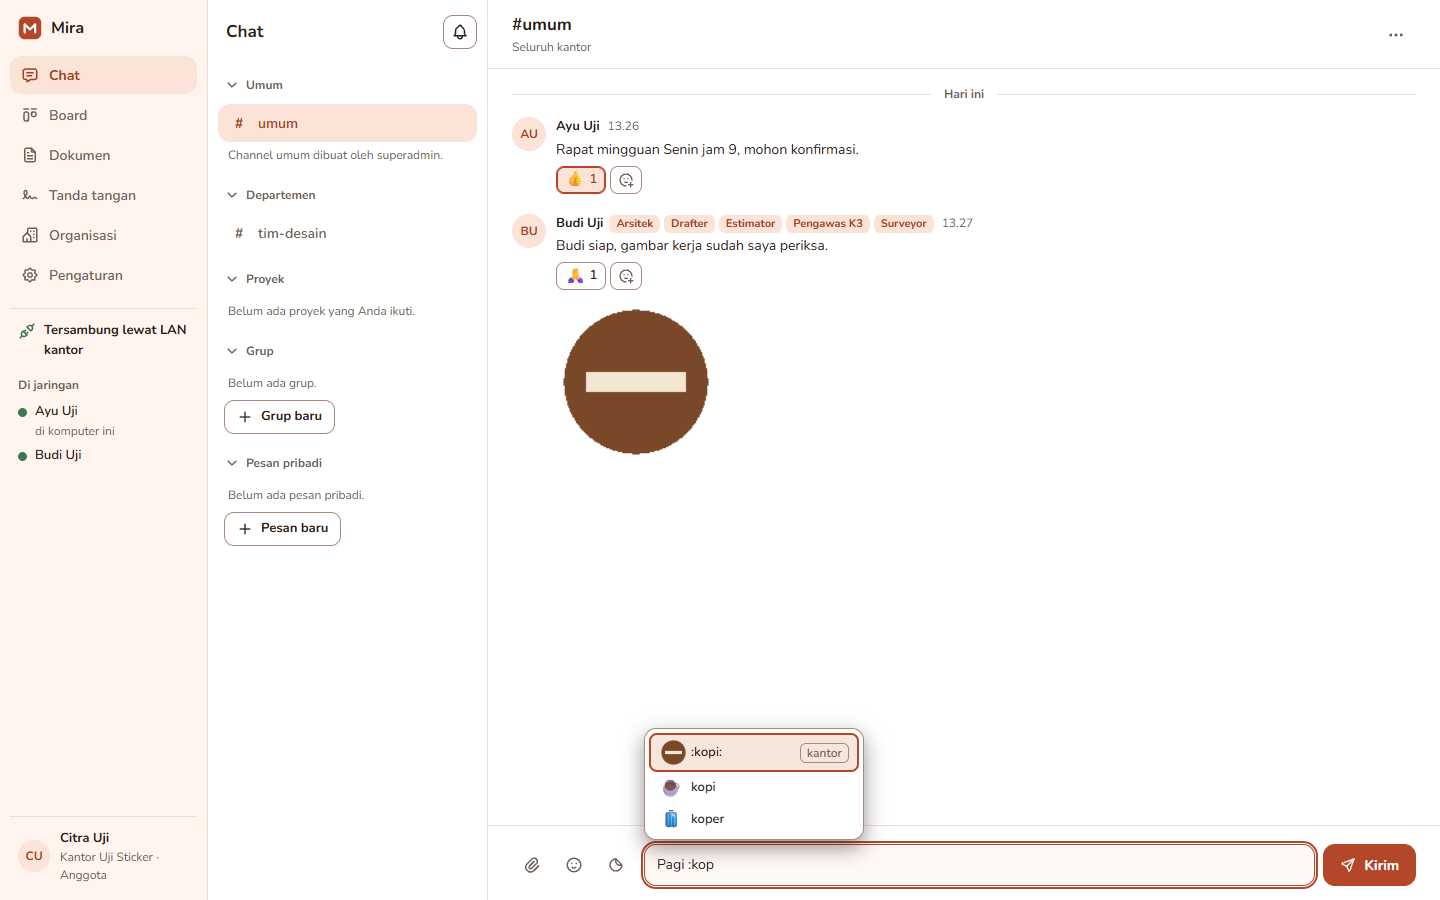 Mira
Chat
Board
Dokumen
Tanda tangan
Organisasi
Pengaturan
Tersambung lewat LAN
kantor
Di jaringan
Ayu Uji
di komputer ini
Budi Uji
CU
Citra Uji
Kantor Uji Sticker ·
Anggota
Chat
Umum
# umum
Channel umum dibuat oleh superadmin.
Departemen
# tim-desain
Proyek
Belum ada proyek yang Anda ikuti.
Grup
Belum ada grup.
Grup baru
Pesan pribadi
Belum ada pesan pribadi.
Pesan baru
#umum
Seluruh kantor
Hari ini
AU
Ayu Uji 13.26
Rapat mingguan Senin jam 9, mohon konfirmasi.
1
BU
Budi Uji Arsitek Drafter Estimator Pengawas K3 Surveyor 13.27
Budi siap, gambar kerja sudah saya periksa.
1
:kopi: kantor
kopi
koper
Pagi :kop
Kirim